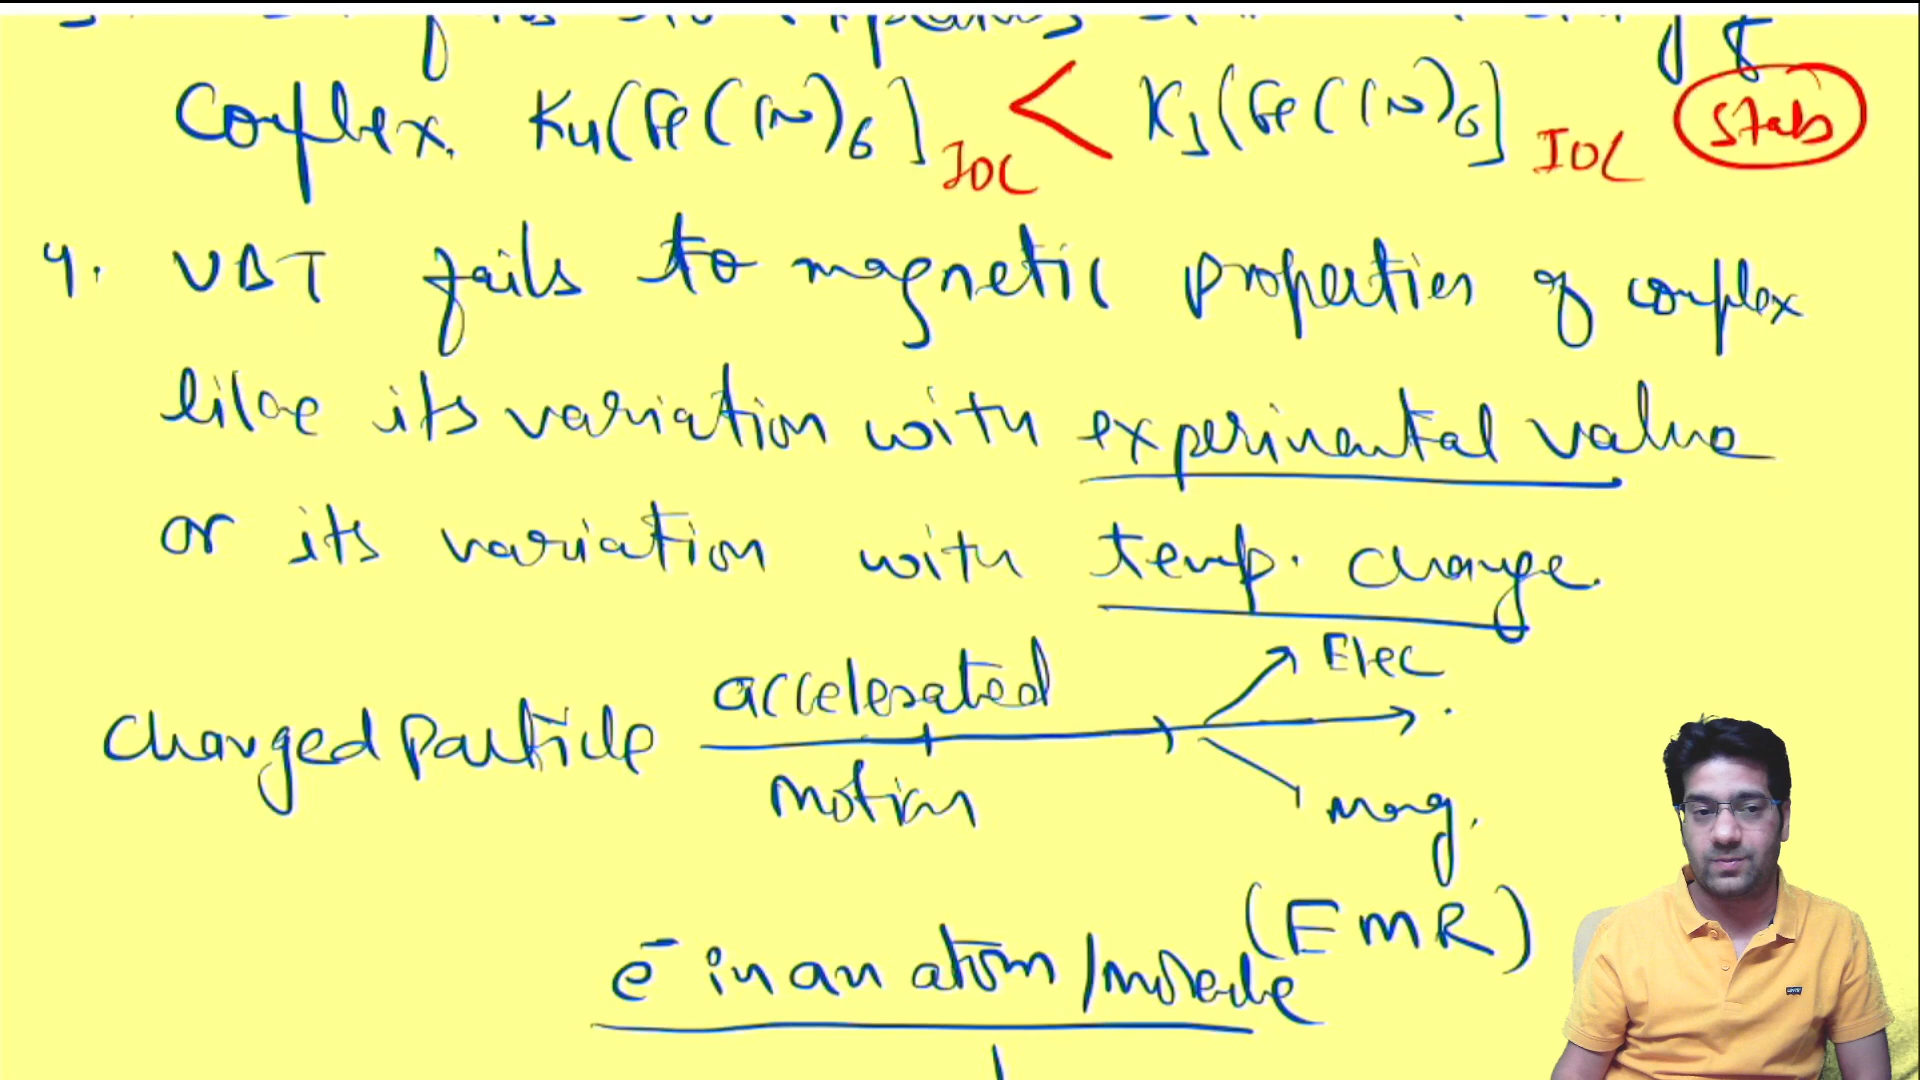 complex. K4[Fe(CN)6] IOC < K3[Fe(CN)6] IOC Stab
4. VBT fails to magnetic properties of complex
like its variation with experimental value
or its variation with temp. change.
Charged Particle accelerated motion Elec
Mag.
(EMR)
e- in an atom/molecule